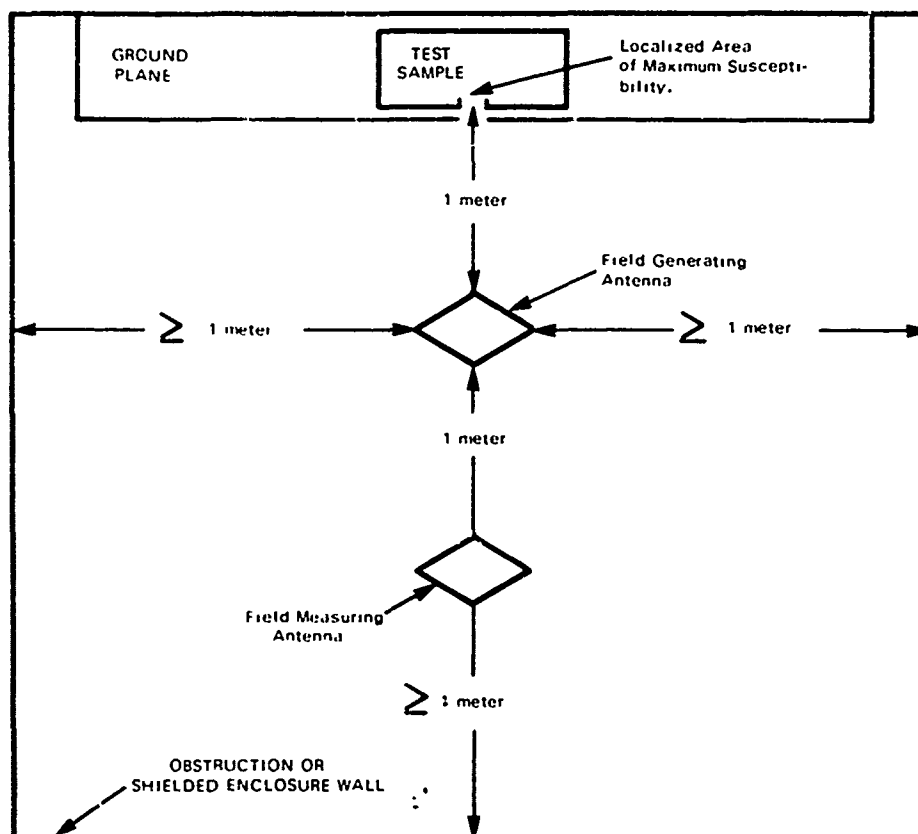 GROUND
PLANE
TEST
SAMPLE
Localized Area
of Maximum Suscepti-
bility.
1 meter
Field Generating
Antenna
≥ 1 meter
≥ 1 meter
1 meter
Field Measuring
Antenna
≥ 1 meter
OBSTRUCTION OR
SHIELDED ENCLOSURE WALL